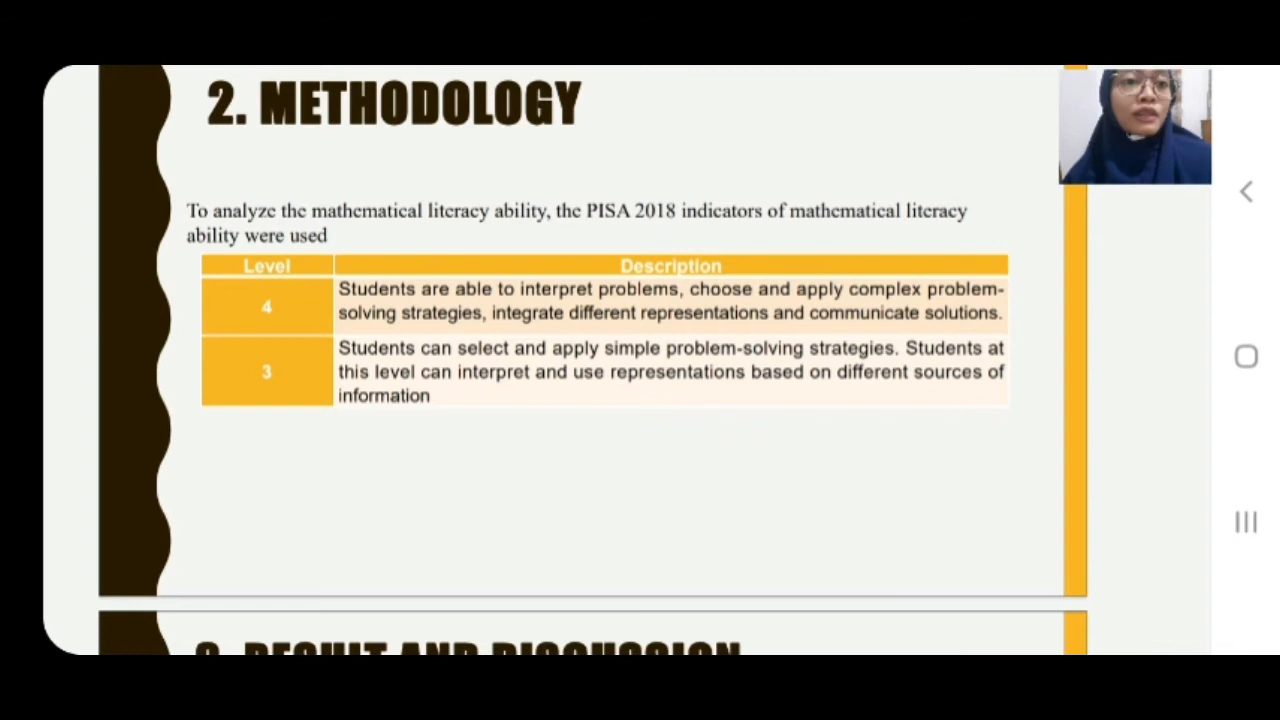 2. METHODOLOGY
To analyze the mathematical literacy ability, the PISA 2018 indicators of mathematical literacy
ability were used
Level Description
4
Students are able to interpret problems, choose and apply complex problem-
solving strategies, integrate different representations and communicate solutions.
3
Students can select and apply simple problem-solving strategies. Students at
this level can interpret and use representations based on different sources of
information
RESULT AND DISCUSSION